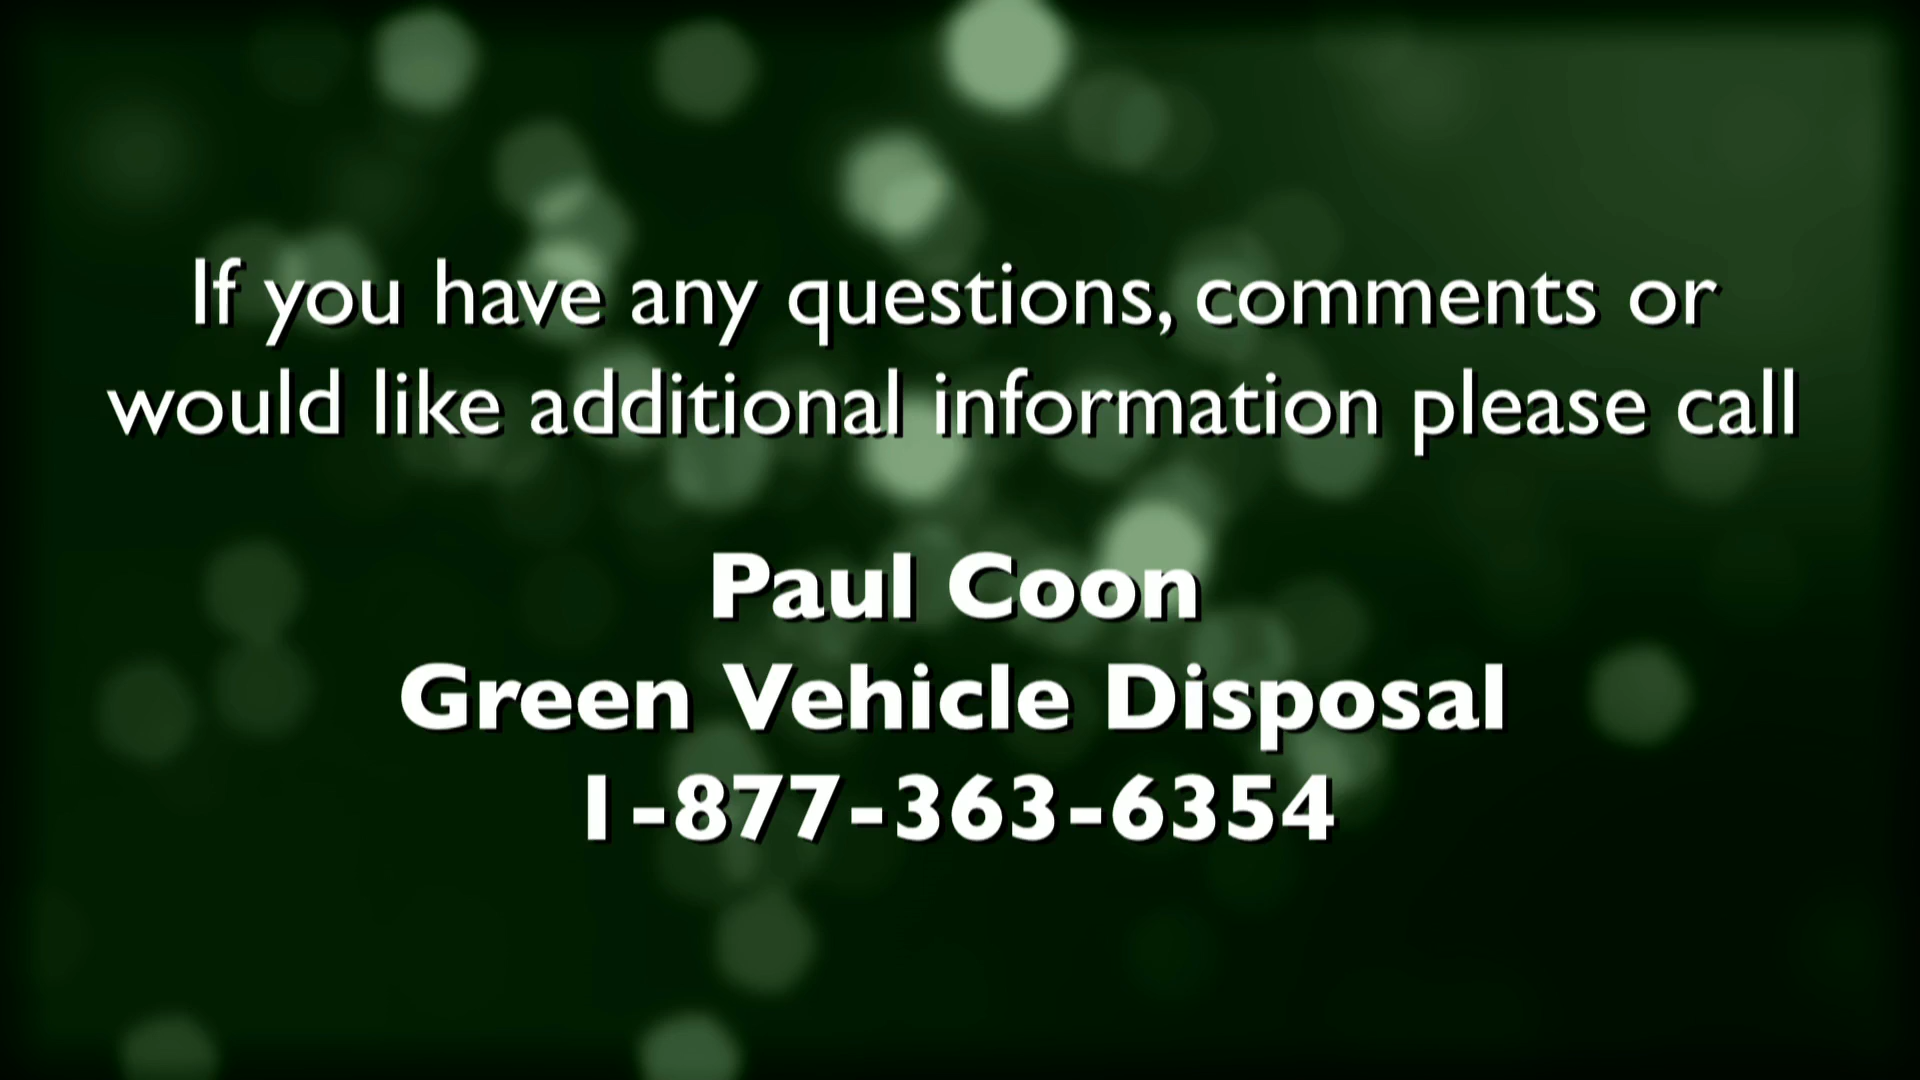 If you have any questions, comments or
would like additional information please call
Paul Coon
Green Vehicle Disposal
1-877-363-6354